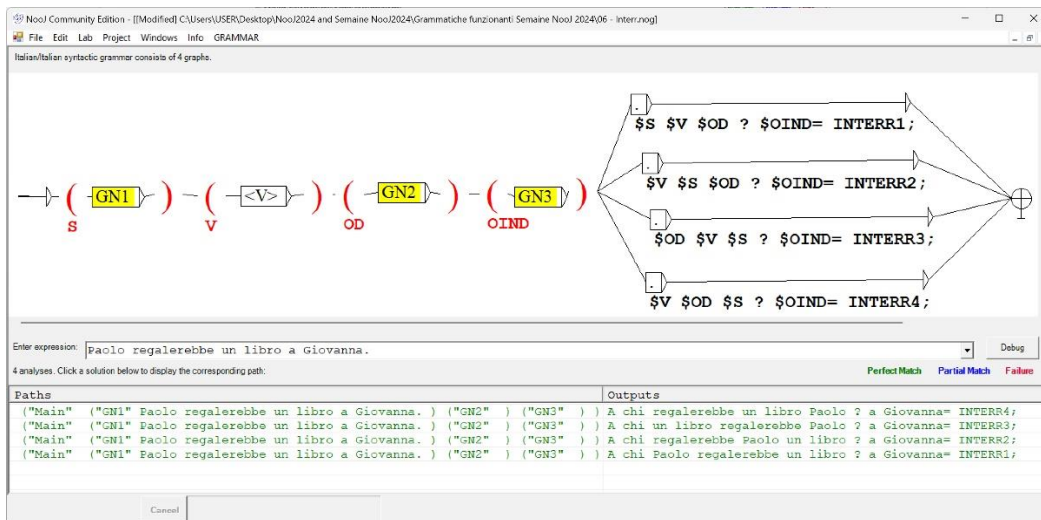 NooJ Community Edition - [[Modified] C:\Users\USER\Desktop\NooJ2024 and Semaine NooJ2024\Grammatiche funzionanti Semaine NooJ 2024\06 - Interr.nog]
File Edit Lab Project Windows Info GRAMMAR
Italian/Italian syntactic grammar consists of 4 graphs.
.
$S $V $OD ? $OIND= INTERR1;
.
$V $S $OD ? $OIND= INTERR2;
( GN1 ) ( <V> ) ( GN2 ) ( GN3 )
S V OD OIND
.
$OD $V $S ? $OIND= INTERR3;
.
$V $OD $S ? $OIND= INTERR4;
Enter expression: Paolo regalerebbe un libro a Giovanna. Debug
4 analyses. Click a solution below to display the corresponding path: Perfect Match Partial Match Failure
Paths Outputs
("Main" ("GN1" Paolo regalerebbe un libro a Giovanna. ) ("GN2" ) ("GN3" ) ) A chi regalerebbe un libro Paolo ? a Giovanna= INTERR4;
("Main" ("GN1" Paolo regalerebbe un libro a Giovanna. ) ("GN2" ) ("GN3" ) ) A chi un libro regalerebbe Paolo ? a Giovanna= INTERR3;
("Main" ("GN1" Paolo regalerebbe un libro a Giovanna. ) ("GN2" ) ("GN3" ) ) A chi regalerebbe Paolo un libro ? a Giovanna= INTERR2;
("Main" ("GN1" Paolo regalerebbe un libro a Giovanna. ) ("GN2" ) ("GN3" ) ) A chi Paolo regalerebbe un libro ? a Giovanna= INTERR1;
Cancel